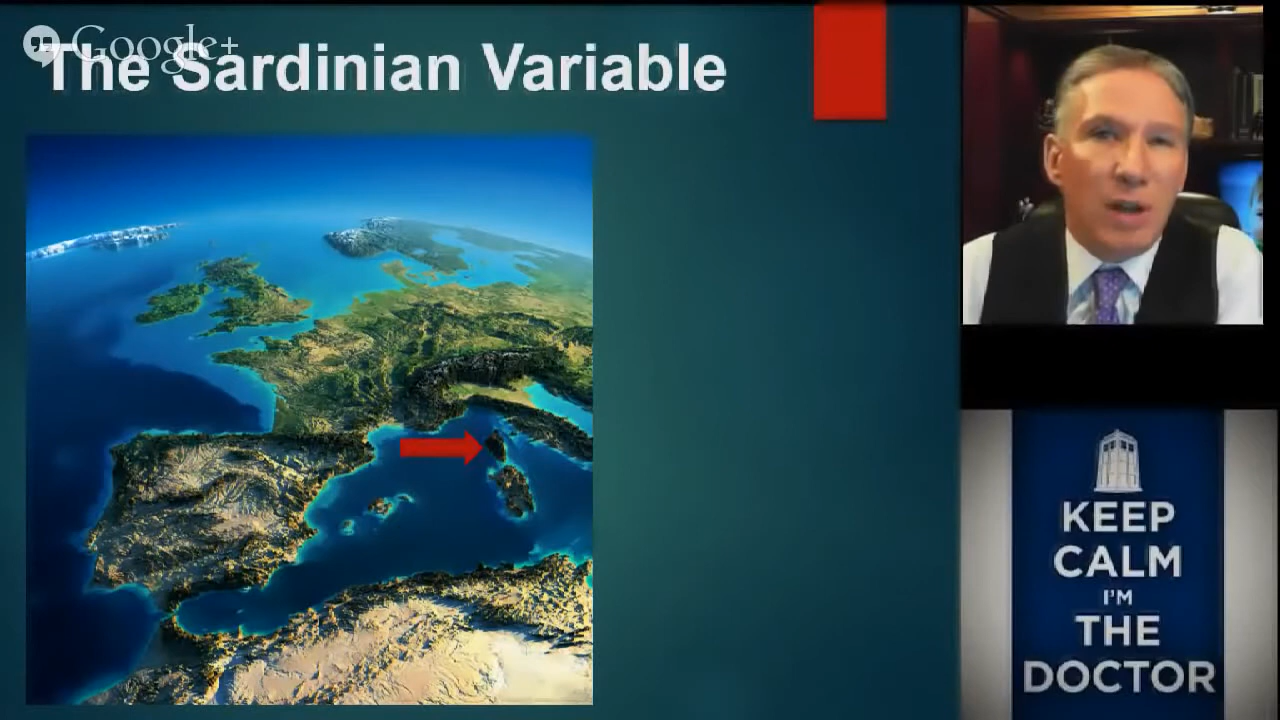 Google+
The Sardinian Variable
KEEP
CALM
I'M
THE
DOCTOR